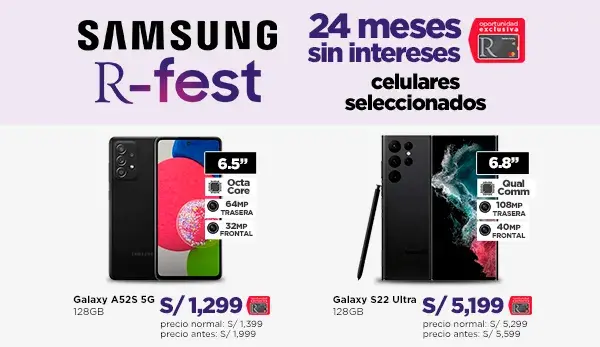 SAMSUNG
R-fest
24 meses
sin intereses
oportunidad
exclusiva
R
celulares
seleccionados
6.5”
Octa
Core
64MP
TRASERA
32MP
FRONTAL
SAMSUNG
Galaxy A52S 5G
128GB
S/ 1,299
precio normal: S/ 1,399
precio antes: S/ 1,999
6.8”
Qual
Comm
108MP
TRASERA
40MP
FRONTAL
Galaxy S22 Ultra
128GB
S/ 5,199
precio normal: S/ 5,299
precio antes: S/ 5,599